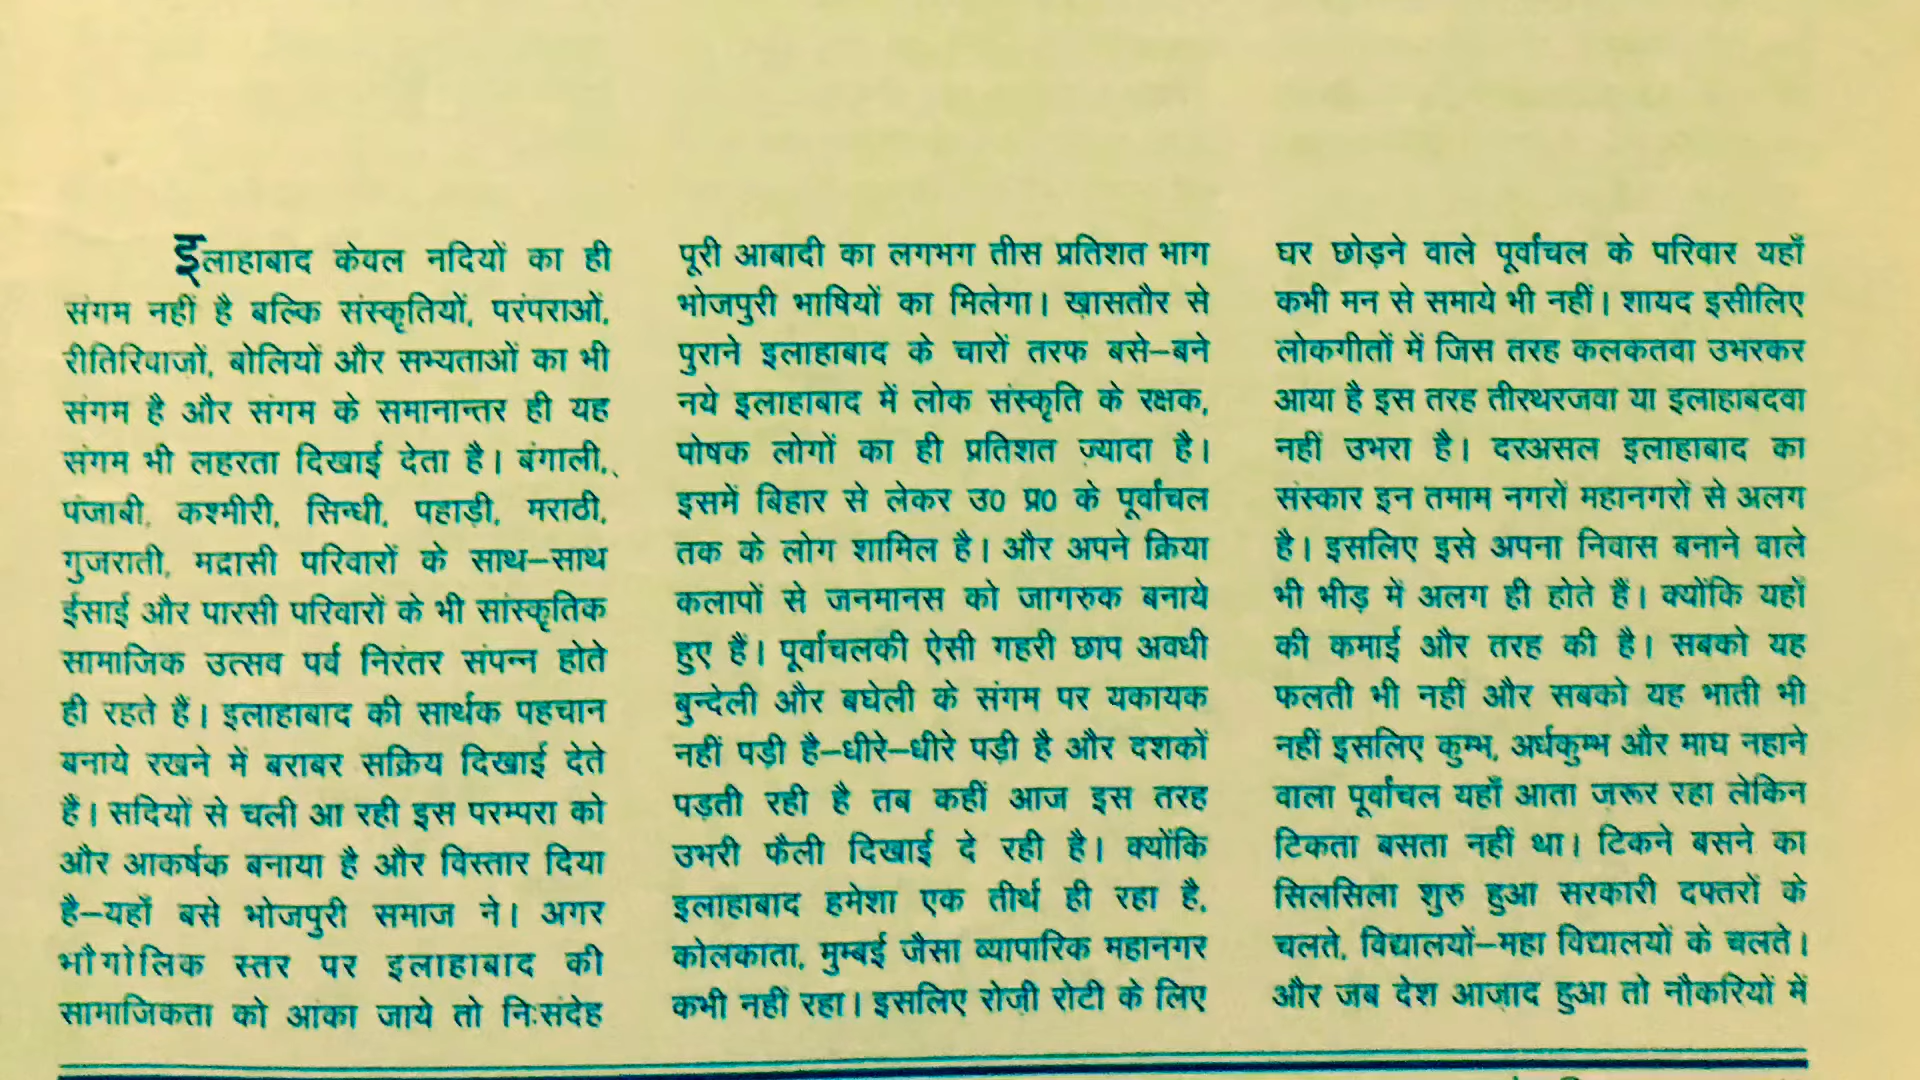 इलाहाबाद केवल नदियों का ही
संगम नहीं है बल्कि संस्कृतियों, परंपराओं,
रीतिरिवाजों, बोलियों और सभ्यताओं का भी
संगम है और संगम के समानान्तर ही यह
संगम भी लहरता दिखाई देता है। बंगाली,
पंजाबी, कश्मीरी, सिन्धी, पहाड़ी, मराठी,
गुजराती, मद्रासी परिवारों के साथ–साथ
ईसाई और पारसी परिवारों के भी सांस्कृतिक
सामाजिक उत्सव पर्व निरंतर संपन्न होते
ही रहते हैं। इलाहाबाद की सार्थक पहचान
बनाये रखने में बराबर सक्रिय दिखाई देते
हैं। सदियों से चली आ रही इस परम्परा को
और आकर्षक बनाया है और विस्तार दिया
है–यहाँ बसे भोजपुरी समाज ने। अगर
भौगोलिक स्तर पर इलाहाबाद की
सामाजिकता को आंका जाये तो निःसंदेह
पूरी आबादी का लगभग तीस प्रतिशत भाग
भोजपुरी भाषियों का मिलेगा। ख़ासतौर से
पुराने इलाहाबाद के चारों तरफ बसे–बने
नये इलाहाबाद में लोक संस्कृति के रक्षक,
पोषक लोगों का ही प्रतिशत ज़्यादा है।
इसमें बिहार से लेकर उ0 प्र0 के पूर्वांचल
तक के लोग शामिल है। और अपने क्रिया
कलापों से जनमानस को जागरुक बनाये
हुए हैं। पूर्वांचलकी ऐसी गहरी छाप अवधी
बुन्देली और बघेली के संगम पर यकायक
नहीं पड़ी है–धीरे–धीरे पड़ी है और दशकों
पड़ती रही है तब कहीं आज इस तरह
उभरी फैली दिखाई दे रही है। क्योंकि
इलाहाबाद हमेशा एक तीर्थ ही रहा है,
कोलकाता, मुम्बई जैसा व्यापारिक महानगर
कभी नहीं रहा। इसलिए रोज़ी रोटी के लिए
घर छोड़ने वाले पूर्वांचल के परिवार यहाँ
कभी मन से समाये भी नहीं। शायद इसीलिए
लोकगीतों में जिस तरह कलकतवा उभरकर
आया है इस तरह तीरथरजवा या इलाहाबदवा
नहीं उभरा है। दरअसल इलाहाबाद का
संस्कार इन तमाम नगरों महानगरों से अलग
है। इसलिए इसे अपना निवास बनाने वाले
भी भीड़ में अलग ही होते हैं। क्योंकि यहाँ
की कमाई और तरह की है। सबको यह
फलती भी नहीं और सबको यह भाती भी
नहीं इसलिए कुम्भ, अर्धकुम्भ और माघ नहाने
वाला पूर्वांचल यहाँ आता ज़रूर रहा लेकिन
टिकता बसता नहीं था। टिकने बसने का
सिलसिला शुरु हुआ सरकारी दफ्तरों के
चलते, विद्यालयों–महा विद्यालयों के चलते।
और जब देश आज़ाद हुआ तो नौकरियों में